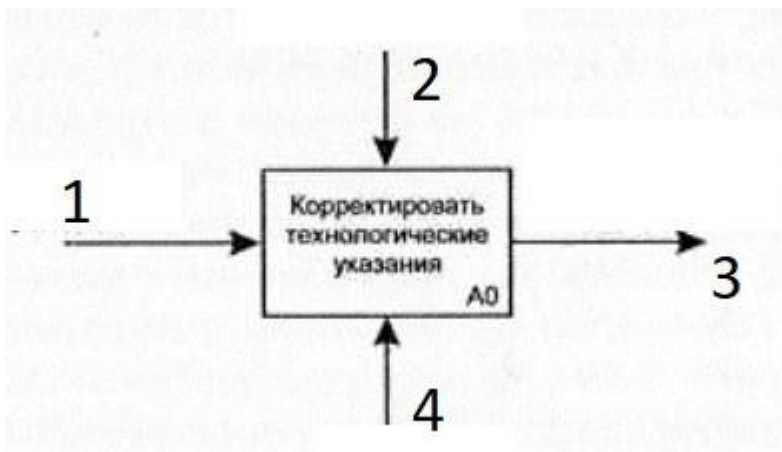 2
1
Корректировать
технологические
указания
A0
3
4